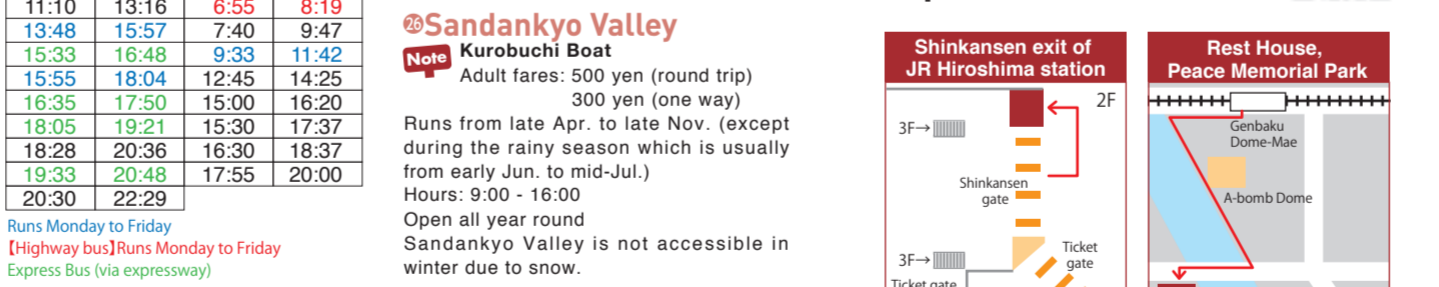 11:10 13:16 6:55 8:19
13:48 15:57 7:40 9:47
15:33 16:48 9:33 11:42
15:55 18:04 12:45 14:25
16:35 17:50 15:00 16:20
18:05 19:21 15:30 17:37
18:28 20:36 16:30 18:37
19:33 20:48 17:55 20:00
20:30 22:29
Runs Monday to Friday
【Highway bus】Runs Monday to Friday
Express Bus (via expressway)
㉖Sandankyo Valley
Note Kurobuchi Boat
Adult fares: 500 yen (round trip)
300 yen (one way)
Runs from late Apr. to late Nov. (except
during the rainy season which is usually
from early Jun. to mid-Jul.)
Hours: 9:00 - 16:00
Open all year round
Sandankyo Valley is not accessible in
winter due to snow.
Shinkansen exit of
JR Hiroshima station
2F
3F→
Shinkansen
gate
3F→
Ticket
gate
Ticket gate
Rest House,
Peace Memorial Park
Genbaku
Dome-Mae
A-bomb Dome